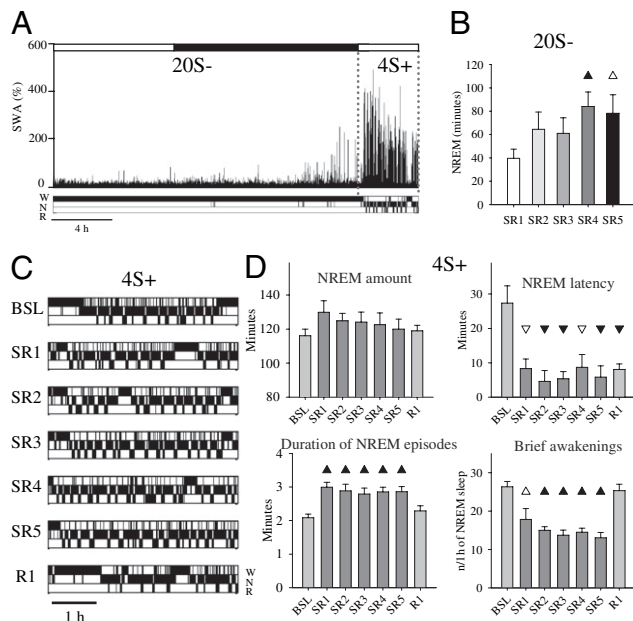 A
600
400
200
0
SWA (%)
20S-
4S+
W
N
R
4 h
B
20S-
120
100
80
60
40
20
0
NREM (minutes)
SR1 SR2 SR3 SR4 SR5
C
4S+
BSL
SR1
SR2
SR3
SR4
SR5
R1
W
N
R
1 h
D
4S+
NREM amount
140
120
100
80
Minutes
BSL SR1 SR2 SR3 SR4 SR5 R1
NREM latency
Minutes
30
20
10
0
BSL SR1 SR2 SR3 SR4 SR5 R1
Duration of NREM episodes
4
3
2
1
0
Minutes
BSL SR1 SR2 SR3 SR4 SR5 R1
Brief awakenings
n/1h of NREM sleep
30
20
10
0
BSL SR1 SR2 SR3 SR4 SR5 R1